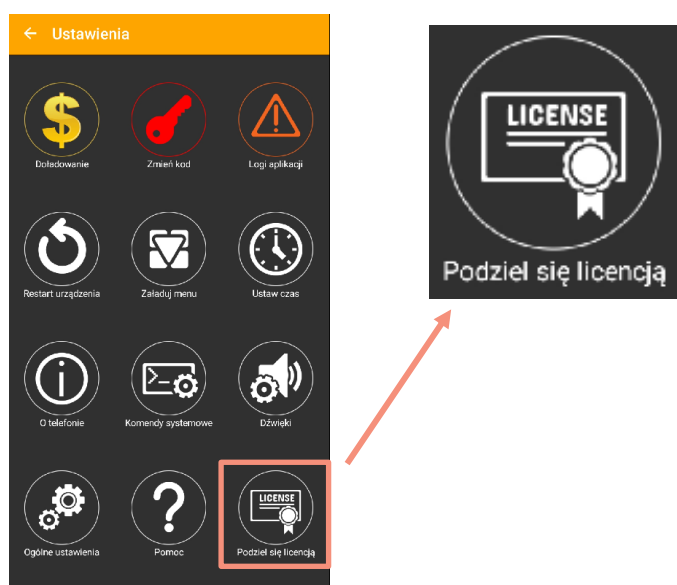 ← Ustawienia
Doładowanie
Zmień kod
Logi aplikacji
Restart urządzenia
Załaduj menu
Ustaw czas
O telefonie
Komendy systemowe
Dźwięki
Ogólne ustawienia
Pomoc
LICENSE
Podziel się licencją
LICENSE
Podziel się licencją